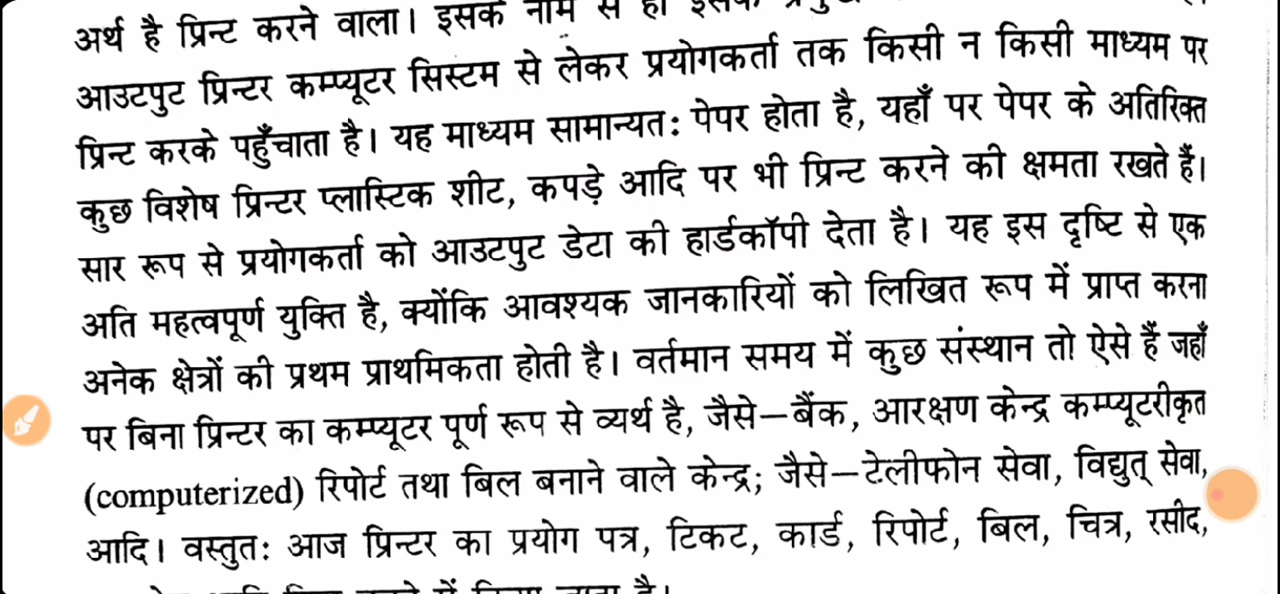 अर्थ है प्रिन्ट करने वाला। इसके नाम से ही इसके
आउटपुट प्रिन्टर कम्प्यूटर सिस्टम से लेकर प्रयोगकर्ता तक किसी न किसी माध्यम पर
प्रिन्ट करके पहुँचाता है। यह माध्यम सामान्यतः पेपर होता है, यहाँ पर पेपर के अतिरिक्त
कुछ विशेष प्रिन्टर प्लास्टिक शीट, कपड़े आदि पर भी प्रिन्ट करने की क्षमता रखते हैं।
सार रूप से प्रयोगकर्ता को आउटपुट डेटा की हार्डकॉपी देता है। यह इस दृष्टि से एक
अति महत्वपूर्ण युक्ति है, क्योंकि आवश्यक जानकारियों को लिखित रूप में प्राप्त करना
अनेक क्षेत्रों की प्रथम प्राथमिकता होती है। वर्तमान समय में कुछ संस्थान तो ऐसे हैं जहाँ
पर बिना प्रिन्टर का कम्प्यूटर पूर्ण रूप से व्यर्थ है, जैसे—बैंक, आरक्षण केन्द्र कम्प्यूटरीकृत
(computerized) रिपोर्ट तथा बिल बनाने वाले केन्द्र; जैसे—टेलीफोन सेवा, विद्युत् सेवा,
आदि। वस्तुतः आज प्रिन्टर का प्रयोग पत्र, टिकट, कार्ड, रिपोर्ट, बिल, चित्र, रसीद,